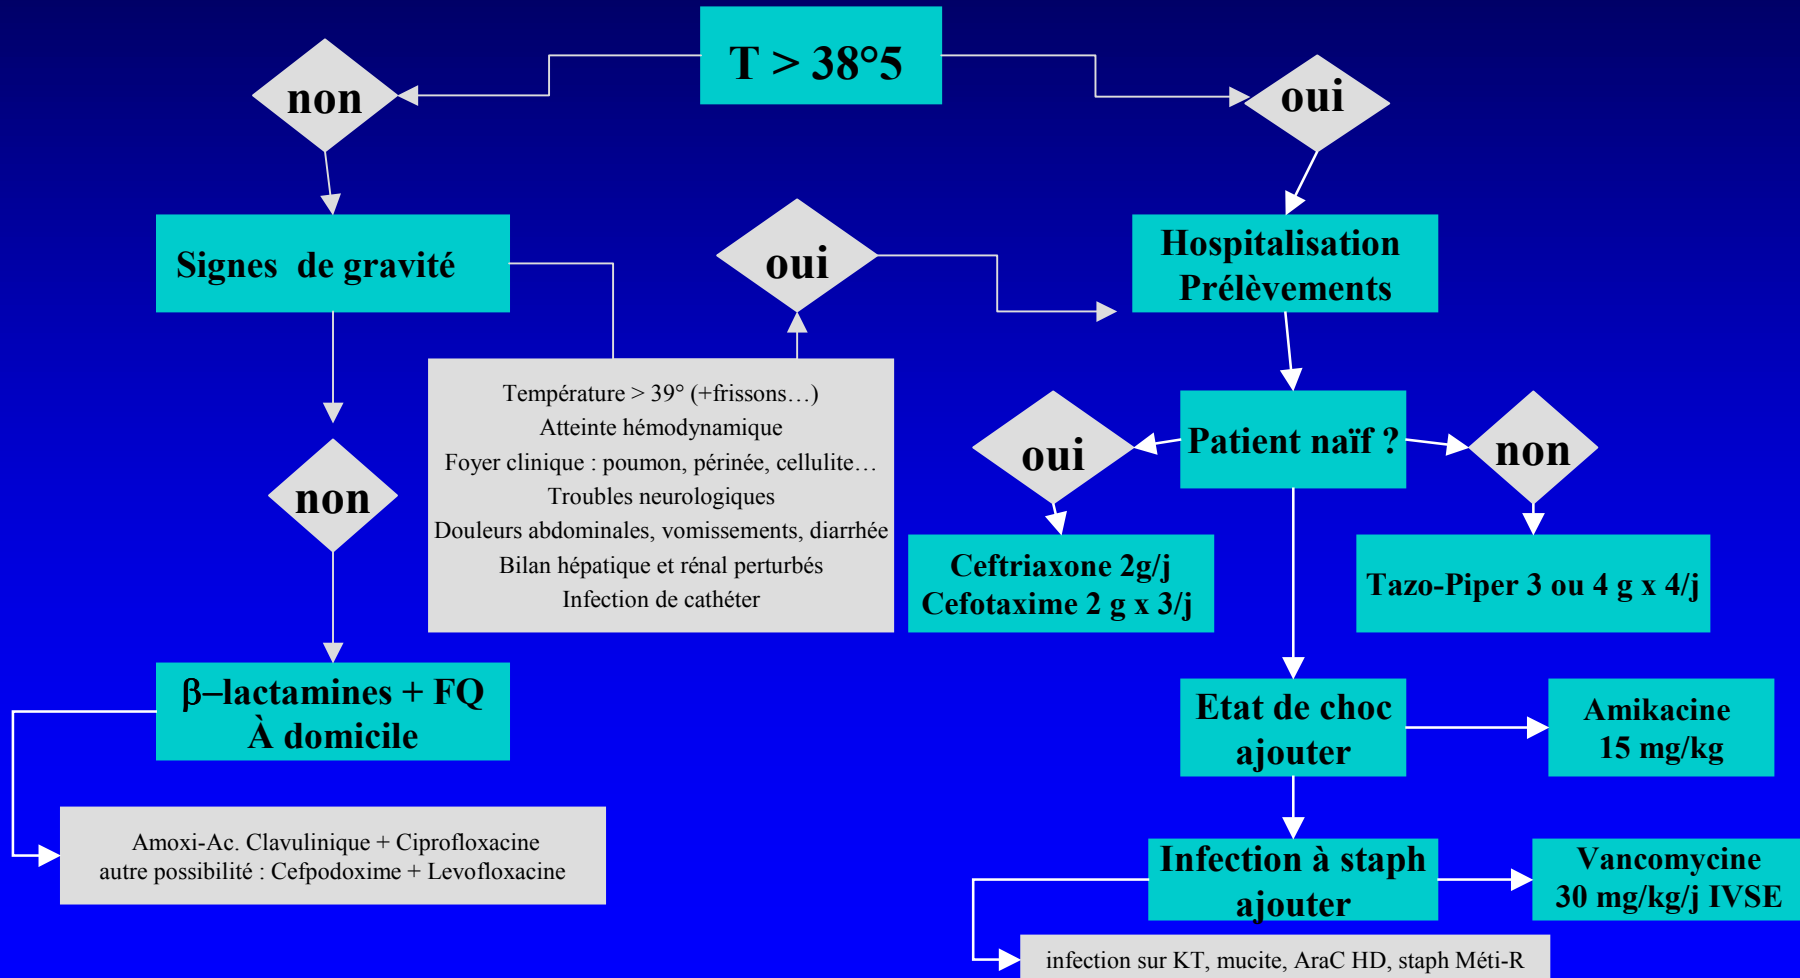 T > 38°5
non
oui
Signes de gravité
oui
Hospitalisation
Prélèvements
Température > 39° (+frissons…)
Atteinte hémodynamique
Foyer clinique : poumon, périnée, cellulite…
Troubles neurologiques
Douleurs abdominales, vomissements, diarrhée
Bilan hépatique et rénal perturbés
Infection de cathéter
non
Patient naïf ?
oui
non
Ceftriaxone 2g/j
Cefotaxime 2 g x 3/j
Tazo-Piper 3 ou 4 g x 4/j
β–lactamines + FQ
À domicile
Etat de choc
ajouter
Amikacine
15 mg/kg
Amoxi-Ac. Clavulinique + Ciprofloxacine
autre possibilité : Cefpodoxime + Levofloxacine
Infection à staph
ajouter
Vancomycine
30 mg/kg/j IVSE
infection sur KT, mucite, AraC HD, staph Méti-R